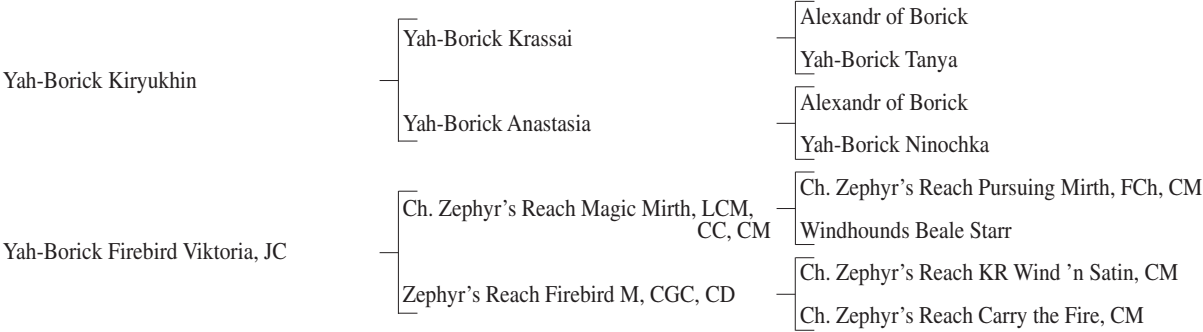 Yah-Borick Kiryukhin
Yah-Borick Krassai
Alexandr of Borick
Yah-Borick Tanya
Yah-Borick Anastasia
Alexandr of Borick
Yah-Borick Ninochka
Yah-Borick Firebird Viktoria, JC
Ch. Zephyr’s Reach Magic Mirth, LCM,
CC, CM
Ch. Zephyr’s Reach Pursuing Mirth, FCh, CM
Windhounds Beale Starr
Zephyr’s Reach Firebird M, CGC, CD
Ch. Zephyr’s Reach KR Wind ’n Satin, CM
Ch. Zephyr’s Reach Carry the Fire, CM